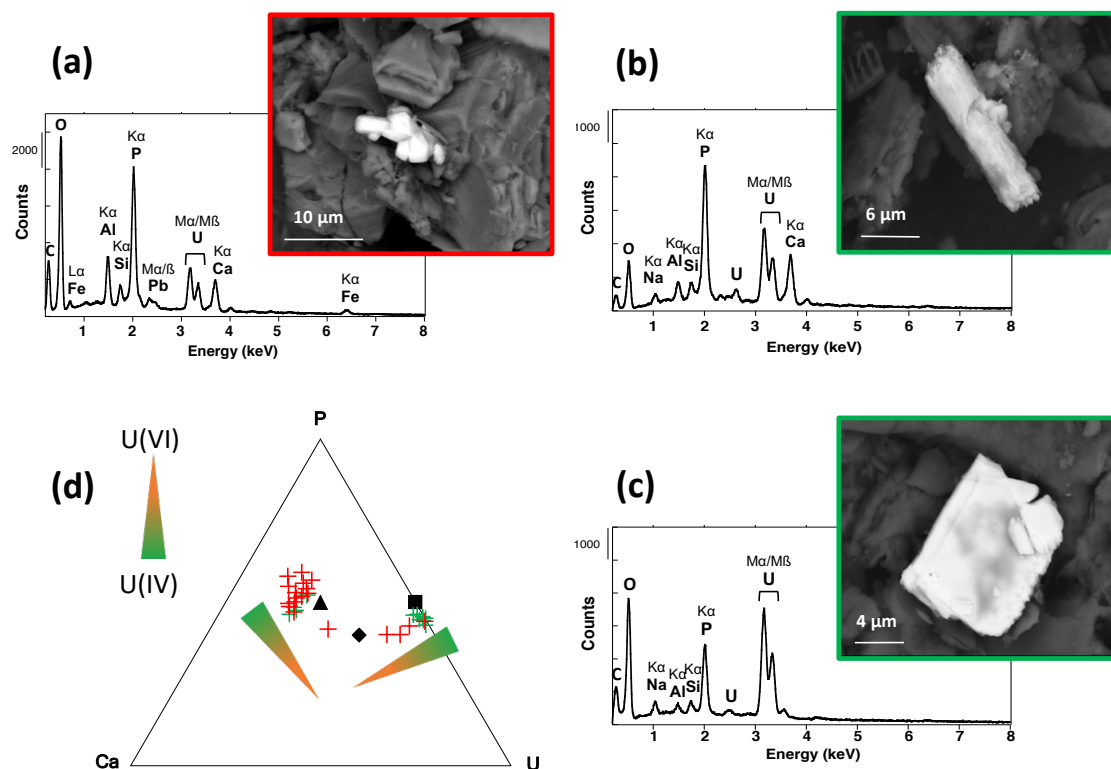 (a)
2000
Counts
C
O
Lα
Fe
Kα
Al
Kα
Si
Kα
P
Mα/ß
Pb
Mα/Mß
U
Kα
Ca
Kα
Fe
1 2 3 4 5 6 7 8
Energy (keV)
10 μm
(b)
1000
Counts
C
O
Kα
Na
Kα
Al
Kα
Si
Kα
P
U
Mα/Mß
U
Kα
Ca
1 2 3 4 5 6 7 8
Energy (keV)
6 μm
(d)
U(VI)
U(IV)
P
Ca
U
(c)
1000
Counts
C
O
Kα
Na
Kα
Al
Kα
Si
Kα
P
U
Mα/Mß
U
1 2 3 4 5 6 7 8
Energy (keV)
4 μm